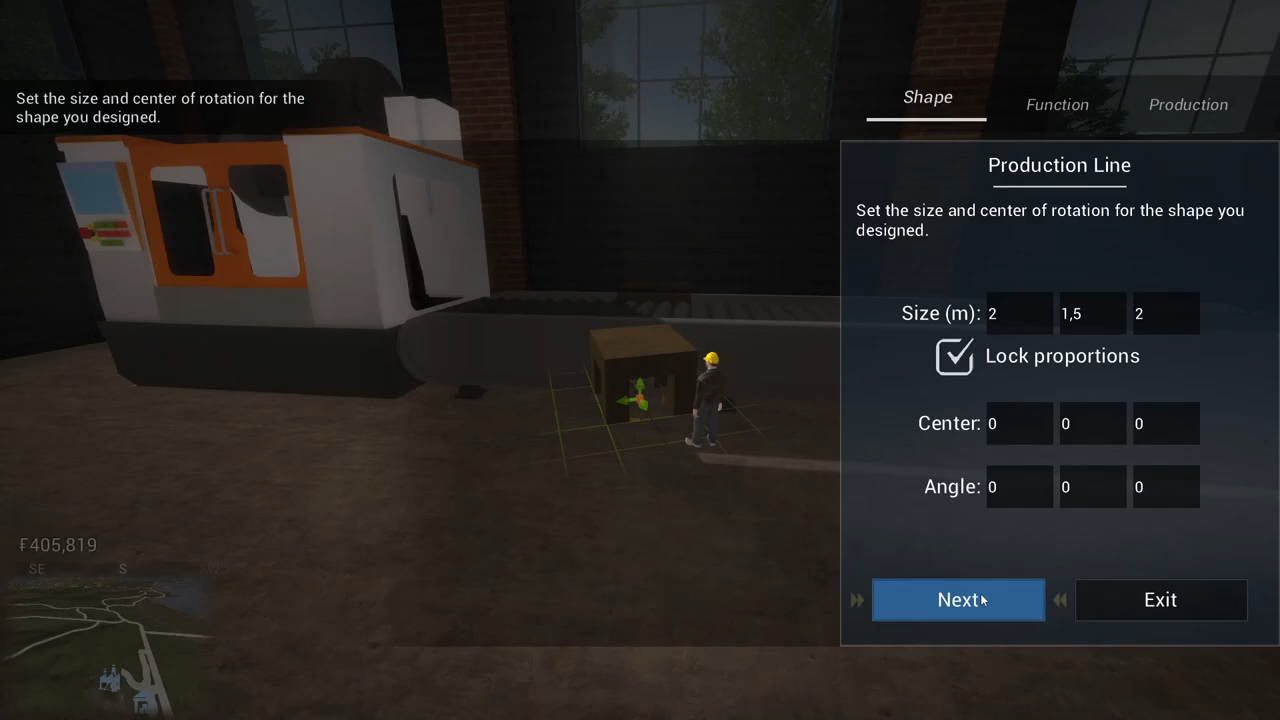 Set the size and center of rotation for the
shape you designed.
Shape
Function
Production
Production Line
Set the size and center of rotation for the shape you
designed.
Size (m): 2 1,5 2
Lock proportions
Center: 0 0 0
Angle: 0 0 0
Next
Exit
₣405,819
SE S SW